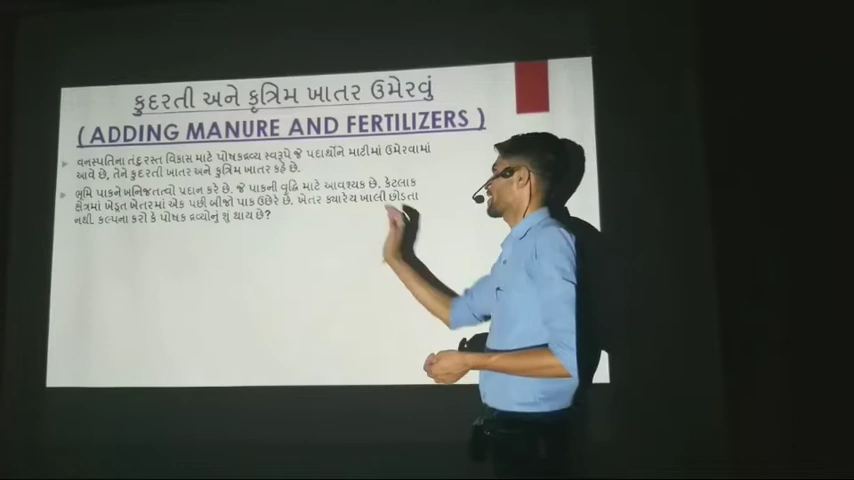 કુદરતી અને કૃત્રિમ ખાતર ઉમેરવું
( ADDING MANURE AND FERTILIZERS )
વનસ્પતિના તંદુરસ્ત વિકાસ માટે પોષકદ્રવ્ય સ્વરૂપે જે પદાર્થોને માટીમાં ઉમેરવામાં
આવે છે, તેને કુદરતી ખાતર અને કૃત્રિમ ખાતર કહે છે.
ભૂમિ પાકને ખનિજતત્વો પ્રદાન કરે છે. જે પાકની વૃદ્ધિ માટે આવશ્યક છે. કેટલાક
ક્ષેત્રમાં ખેડૂત ખેતરમાં એક પછી બીજો પાક ઉછેરે છે. ખેતર ક્યારેય ખાલી છોડતા
નથી. કલ્પના કરો કે પોષક દ્રવ્યોનું શું થાય છે?